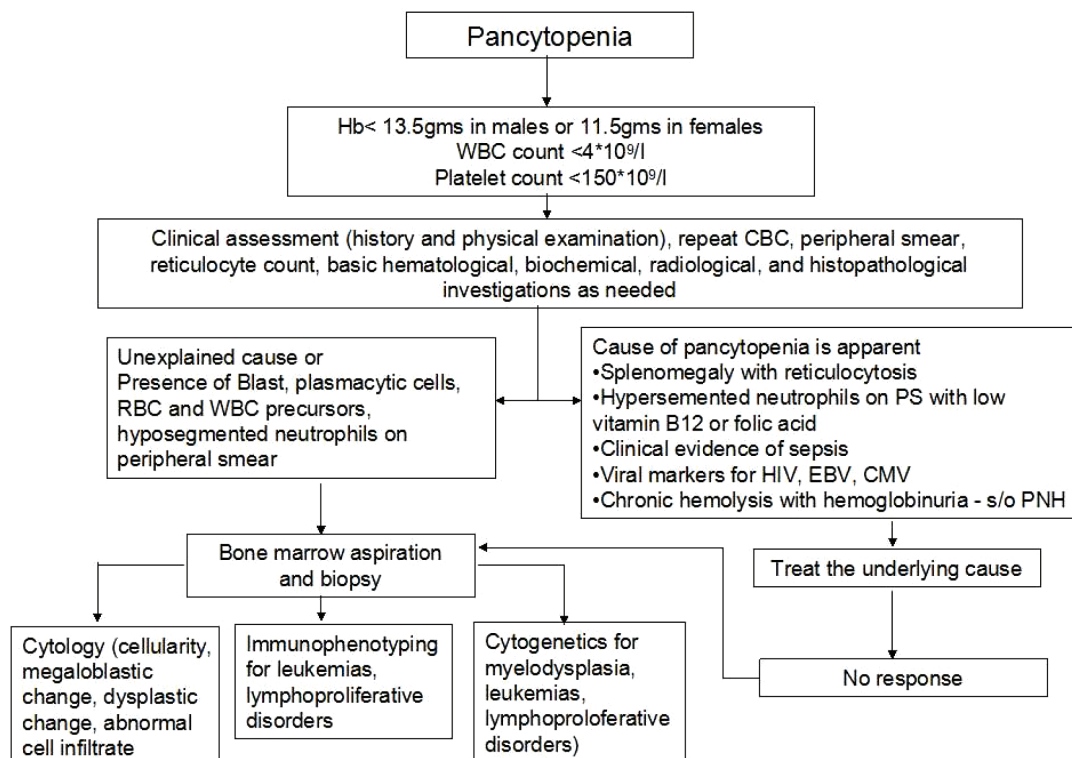 Pancytopenia
Hb< 13.5gms in males or 11.5gms in females
WBC count <4*10⁹/l
Platelet count <150*10⁹/l
Clinical assessment (history and physical examination), repeat CBC, peripheral smear,
reticulocyte count, basic hematological, biochemical, radiological, and histopathological
investigations as needed
Unexplained cause or
Presence of Blast, plasmacytic cells,
RBC and WBC precursors,
hyposegmented neutrophils on
peripheral smear
Cause of pancytopenia is apparent
•Splenomegaly with reticulocytosis
•Hypersemented neutrophils on PS with low
vitamin B12 or folic acid
•Clinical evidence of sepsis
•Viral markers for HIV, EBV, CMV
•Chronic hemolysis with hemoglobinuria - s/o PNH
Bone marrow aspiration
and biopsy
Treat the underlying cause
No response
Cytology (cellularity,
megaloblastic
change, dysplastic
change, abnormal
cell infiltrate
Immunophenotyping
for leukemias,
lymphoproliferative
disorders
Cytogenetics for
myelodysplasia,
leukemias,
lymphoproloferative
disorders)